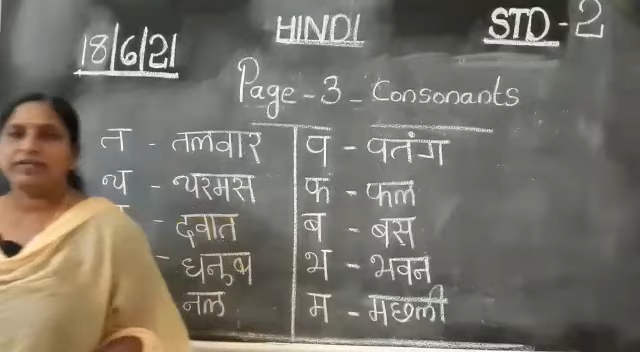 18/6/21 HINDI STD-2
Page-3-Consonants
त - तलवार
थ - थरमस
- दवात
- धनुष
नल
प - पतंग
फ - फल
ब - बस
भ - भवन
म - मछली